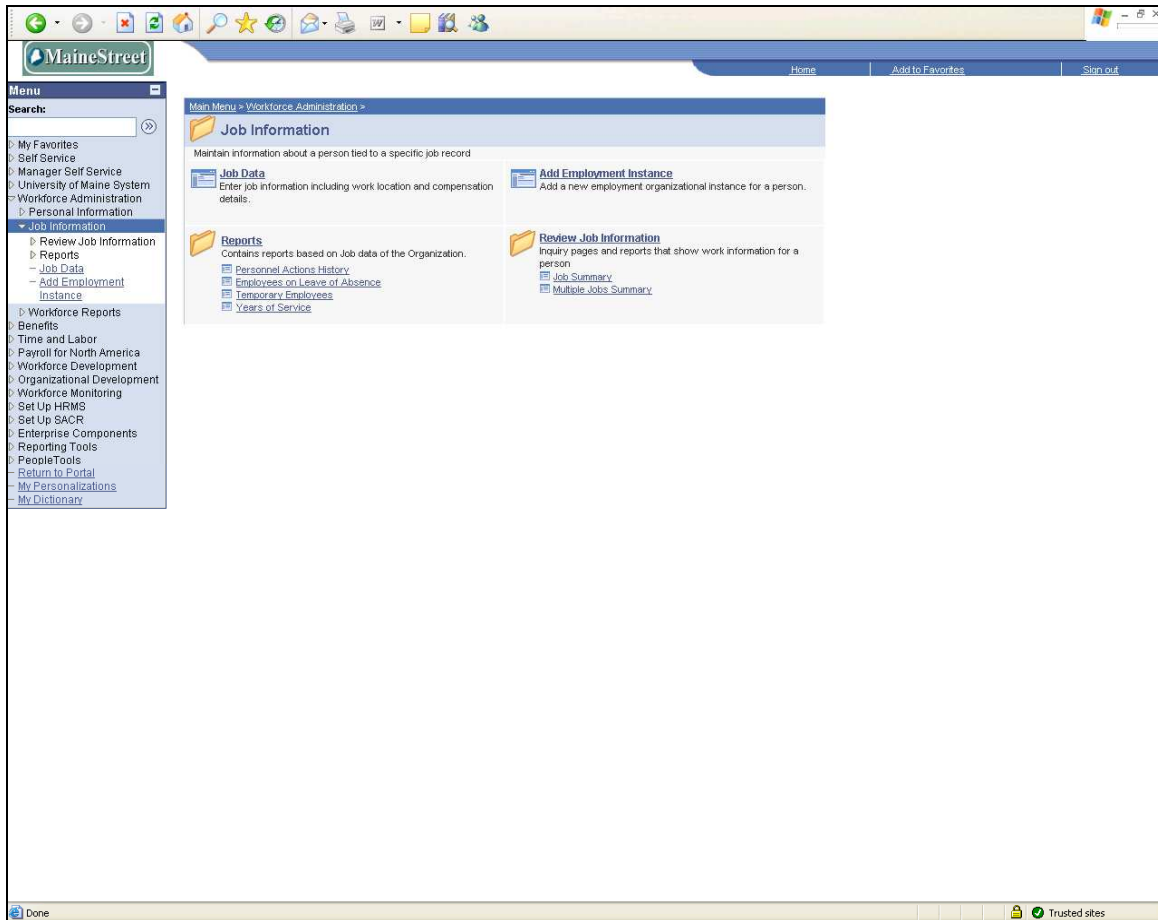 MaineStreet
Home
Add to Favorites
Sign out
Menu
Search:
My Favorites
Self Service
Manager Self Service
University of Maine System
Workforce Administration
Personal Information
Job Information
Review Job Information
Reports
Job Data
Add Employment
Instance
Workforce Reports
Benefits
Time and Labor
Payroll for North America
Workforce Development
Organizational Development
Workforce Monitoring
Set Up HRMS
Set Up SACR
Enterprise Components
Reporting Tools
PeopleTools
Return to Portal
My Personalizations
My Dictionary
Main Menu > Workforce Administration >
Job Information
Maintain information about a person tied to a specific job record
Job Data
Enter job information including work location and compensation
details.
Add Employment Instance
Add a new employment organizational instance for a person.
Reports
Contains reports based on Job data of the Organization.
Personnel Actions History
Employees on Leave of Absence
Temporary Employees
Years of Service
Review Job Information
Inquiry pages and reports that show work information for a
person
Job Summary
Multiple Jobs Summary
Done
Trusted sites